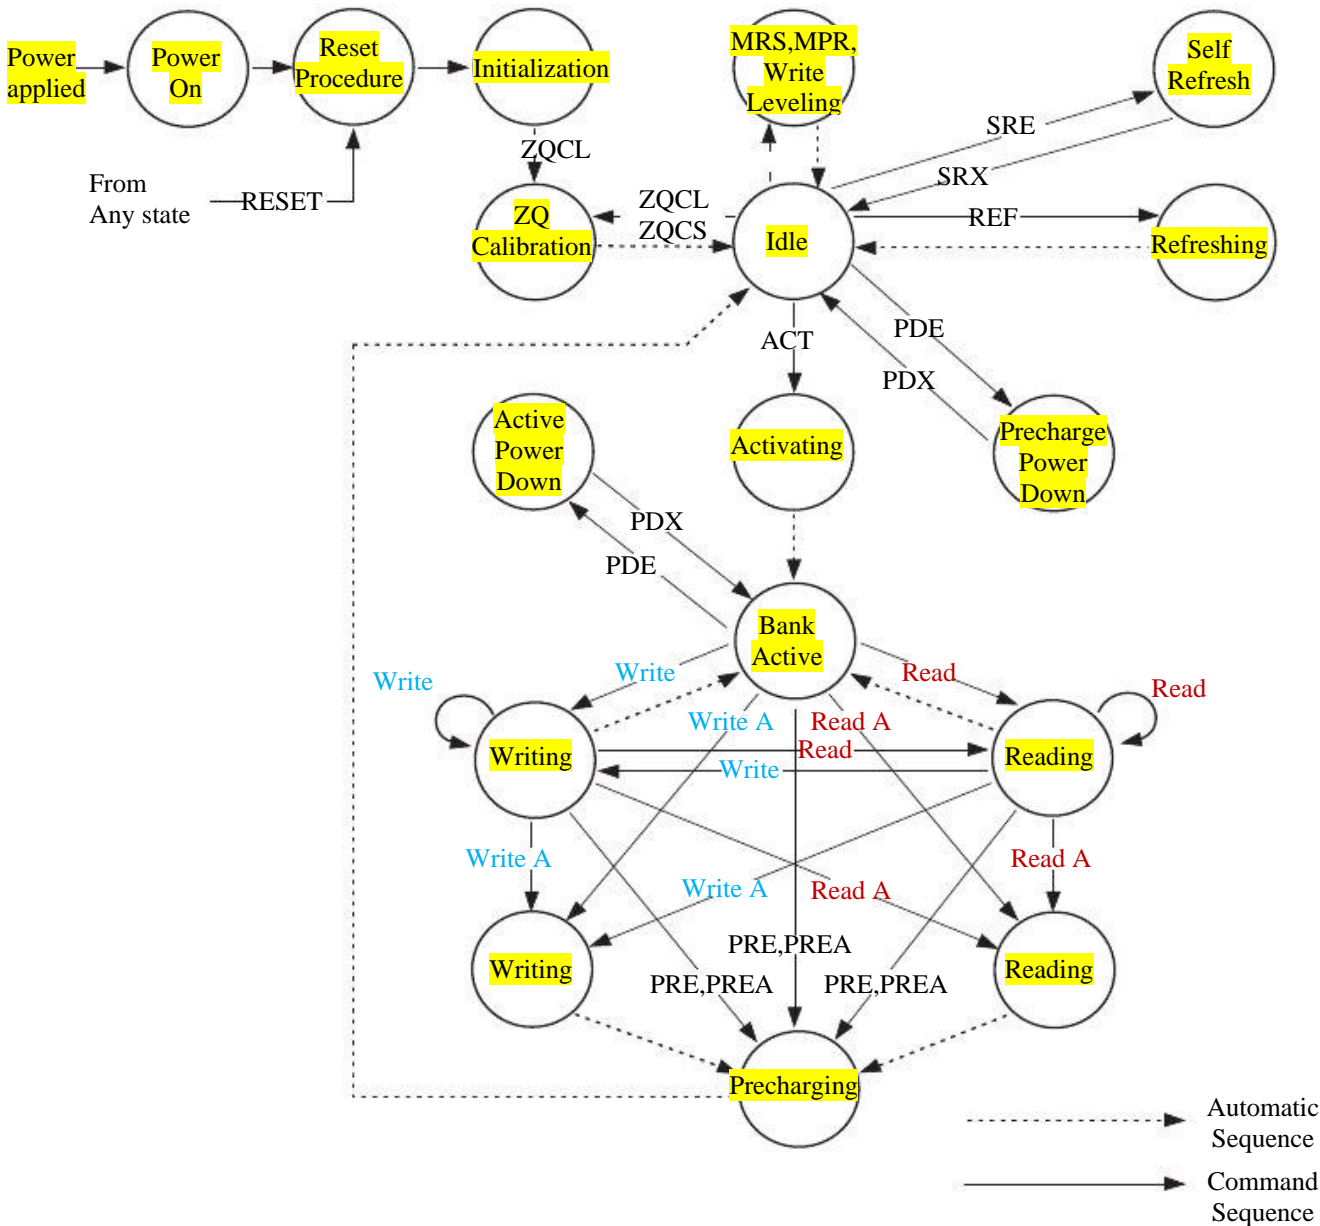 Power
applied
Power
On
Reset
Procedure
Initialization
MRS,MPR,
Write
Leveling
Self
Refresh
From
Any state
RESET
ZQCL
ZQ
Calibration
ZQCL
ZQCS
Idle
SRE
SRX
REF
Refreshing
ACT
PDE
PDX
Active
Power
Down
Activating
Precharge
Power
Down
PDX
PDE
Bank
Active
Write
Write
Read
Read
Write A
Read A
Writing
Read
Write
Reading
Write A
Read A
Write A
Read A
PRE,PREA
Writing
PRE,PREA
PRE,PREA
Reading
Precharging
Automatic
Sequence
Command
Sequence